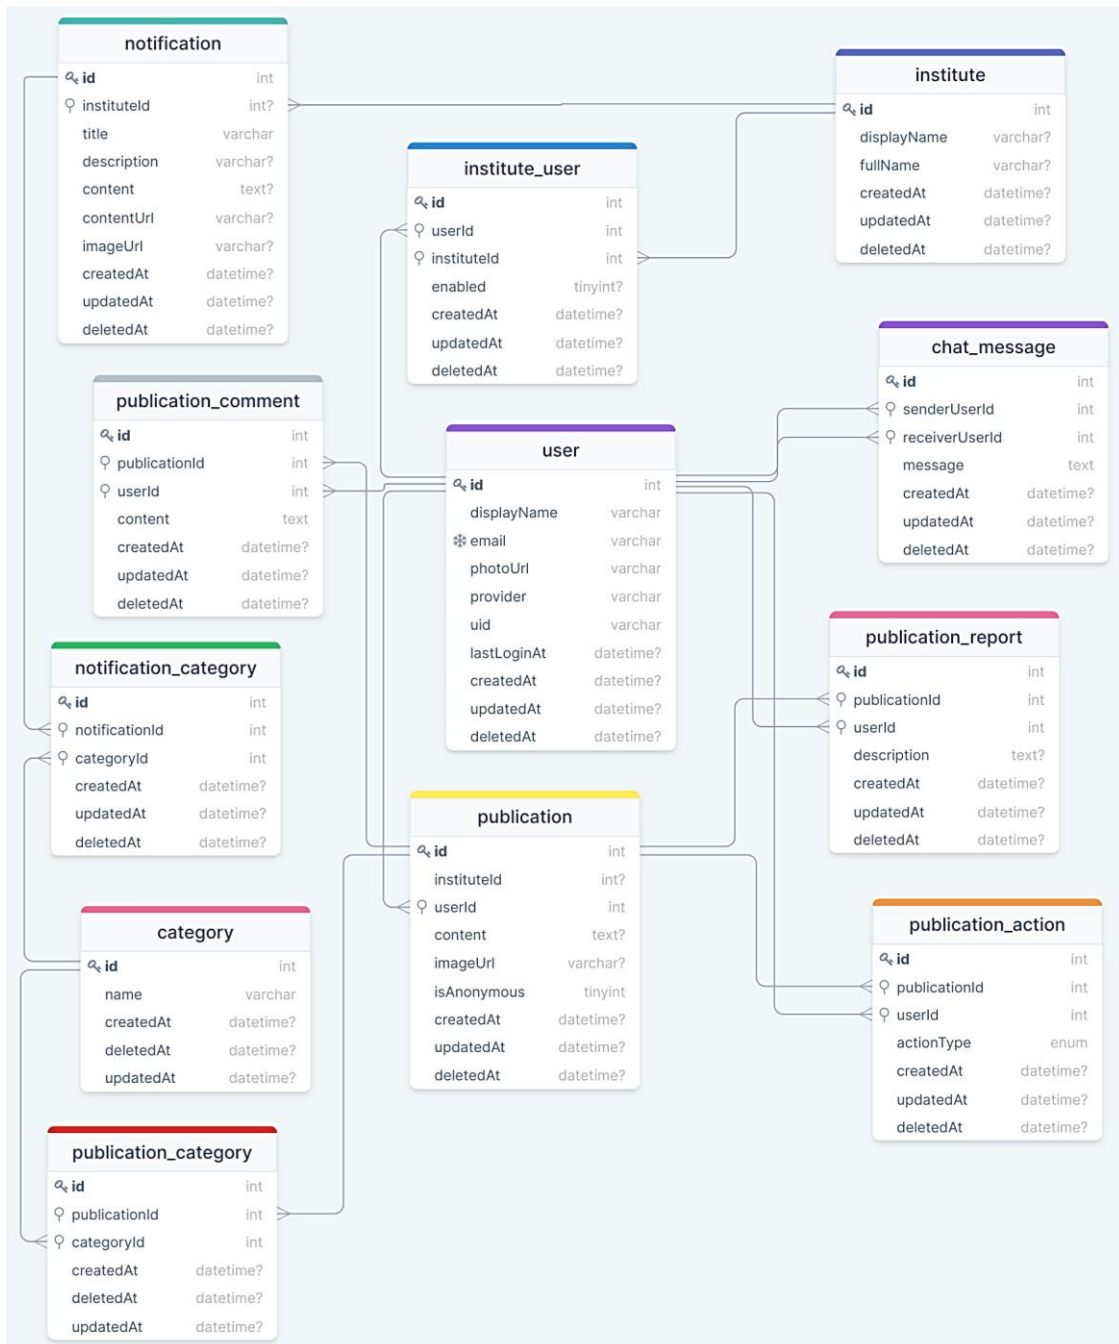 notification
id int
instituteId int?
title varchar
description varchar?
content text?
contentUrl varchar?
imageUrl varchar?
createdAt datetime?
updatedAt datetime?
deletedAt datetime?
institute
id int
displayName varchar?
fullName varchar?
createdAt datetime?
updatedAt datetime?
deletedAt datetime?
institute_user
id int
userId int
instituteId int
enabled tinyint?
createdAt datetime?
updatedAt datetime?
deletedAt datetime?
chat_message
id int
senderUserId int
receiverUserId int
message text
createdAt datetime?
updatedAt datetime?
deletedAt datetime?
publication_comment
id int
publicationId int
userId int
content text
createdAt datetime?
updatedAt datetime?
deletedAt datetime?
user
id int
displayName varchar
email varchar
photoUrl varchar
provider varchar
uid varchar
lastLoginAt datetime?
createdAt datetime?
updatedAt datetime?
deletedAt datetime?
publication_report
id int
publicationId int
userId int
description text?
createdAt datetime?
updatedAt datetime?
deletedAt datetime?
notification_category
id int
notificationId int
categoryId int
createdAt datetime?
updatedAt datetime?
deletedAt datetime?
publication
id int
instituteId int?
userId int
content text?
imageUrl varchar?
isAnonymous tinyint
createdAt datetime?
updatedAt datetime?
deletedAt datetime?
publication_action
id int
publicationId int
userId int
actionType enum
createdAt datetime?
updatedAt datetime?
deletedAt datetime?
category
id int
name varchar
createdAt datetime?
deletedAt datetime?
updatedAt datetime?
publication_category
id int
publicationId int
categoryId int
createdAt datetime?
deletedAt datetime?
updatedAt datetime?